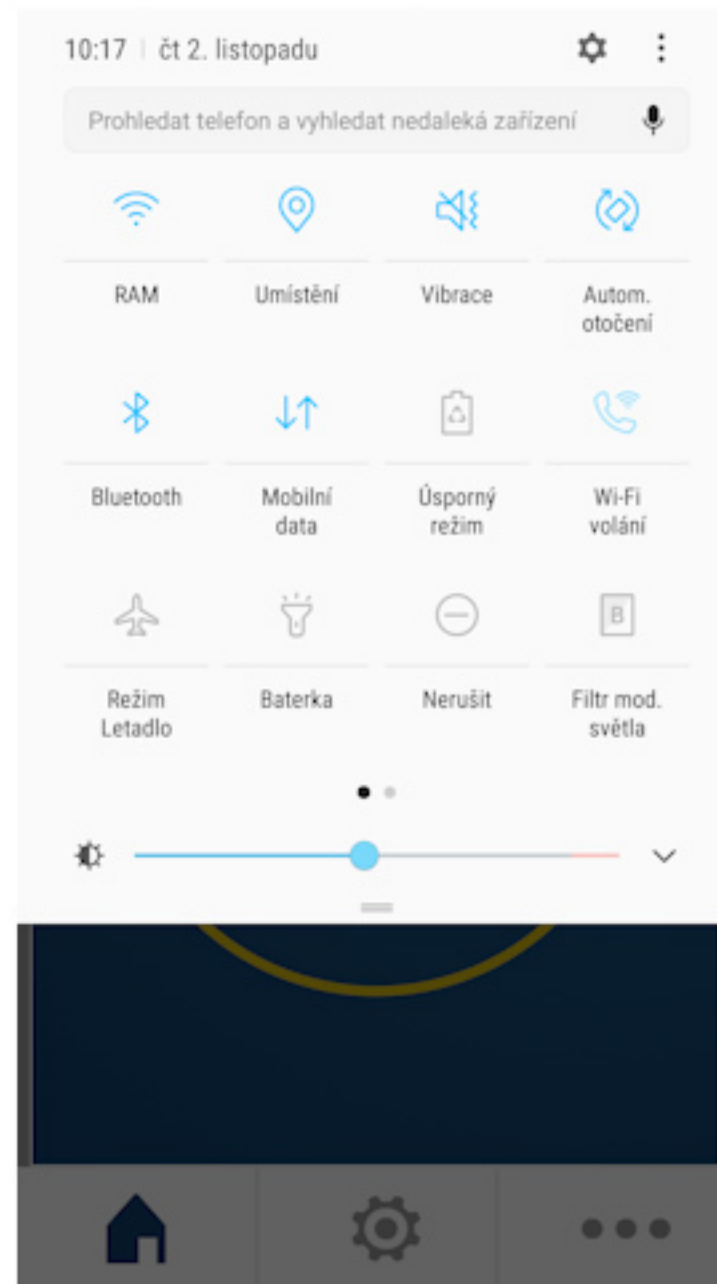 10:17 čt 2. listopadu
Prohledat telefon a vyhledat nedaleká zařízení
RAM Umístění Vibrace Autom.
otočení
Bluetooth Mobilní Úsporný Wi-Fi
data režim volání
B
Režim Baterka Nerušit Filtr mod.
Letadlo světla